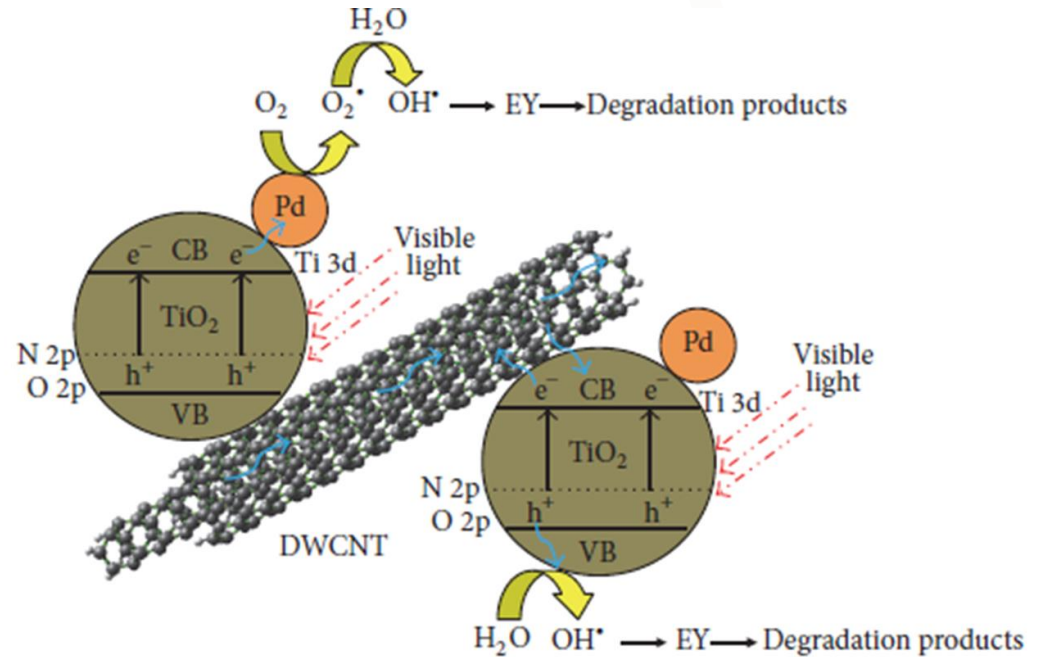 H₂O
O₂ O₂• OH• → EY → Degradation products
Pd
e⁻ CB e⁻
Ti 3d
Visible
light
TiO₂
N 2p
h⁺ h⁺
O 2p
VB
DWCNT
Pd
Visible
light
e⁻ CB e⁻
Ti 3d
TiO₂
N 2p
h⁺ h⁺
O 2p
VB
H₂O OH• → EY → Degradation products